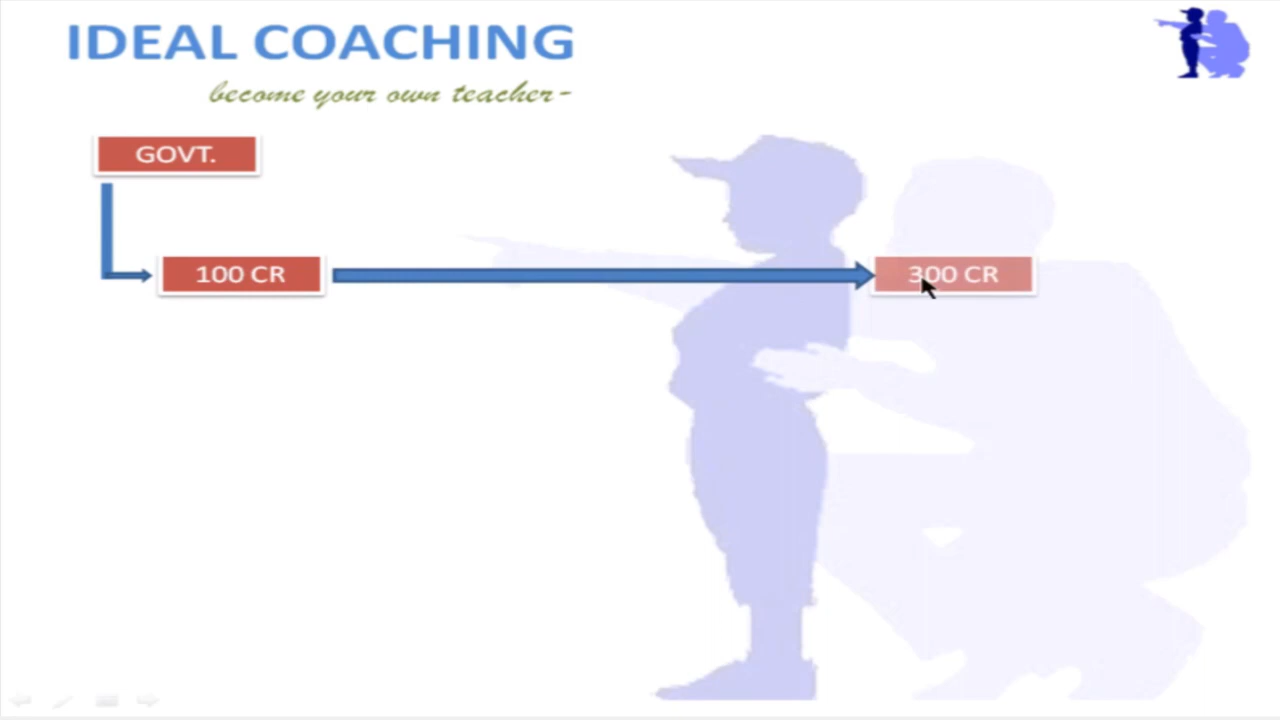 IDEAL COACHING
become your own teacher-
GOVT.
100 CR
300 CR